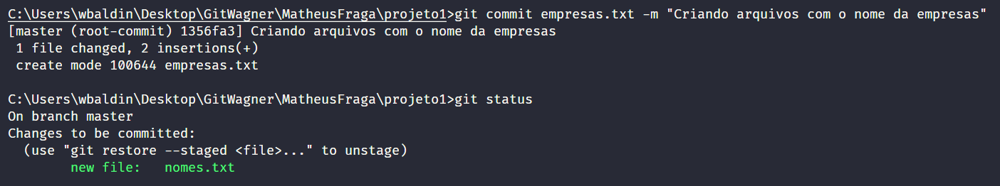 C:\Users\wbaldin\Desktop\GitWagner\MatheusFraga\projeto1>git commit empresas.txt -m "Criando arquivos com o nome da empresas"
[master (root-commit) 1356fa3] Criando arquivos com o nome da empresas
 1 file changed, 2 insertions(+)
 create mode 100644 empresas.txt

C:\Users\wbaldin\Desktop\GitWagner\MatheusFraga\projeto1>git status
On branch master
Changes to be committed:
  (use "git restore --staged <file>..." to unstage)
        new file:   nomes.txt